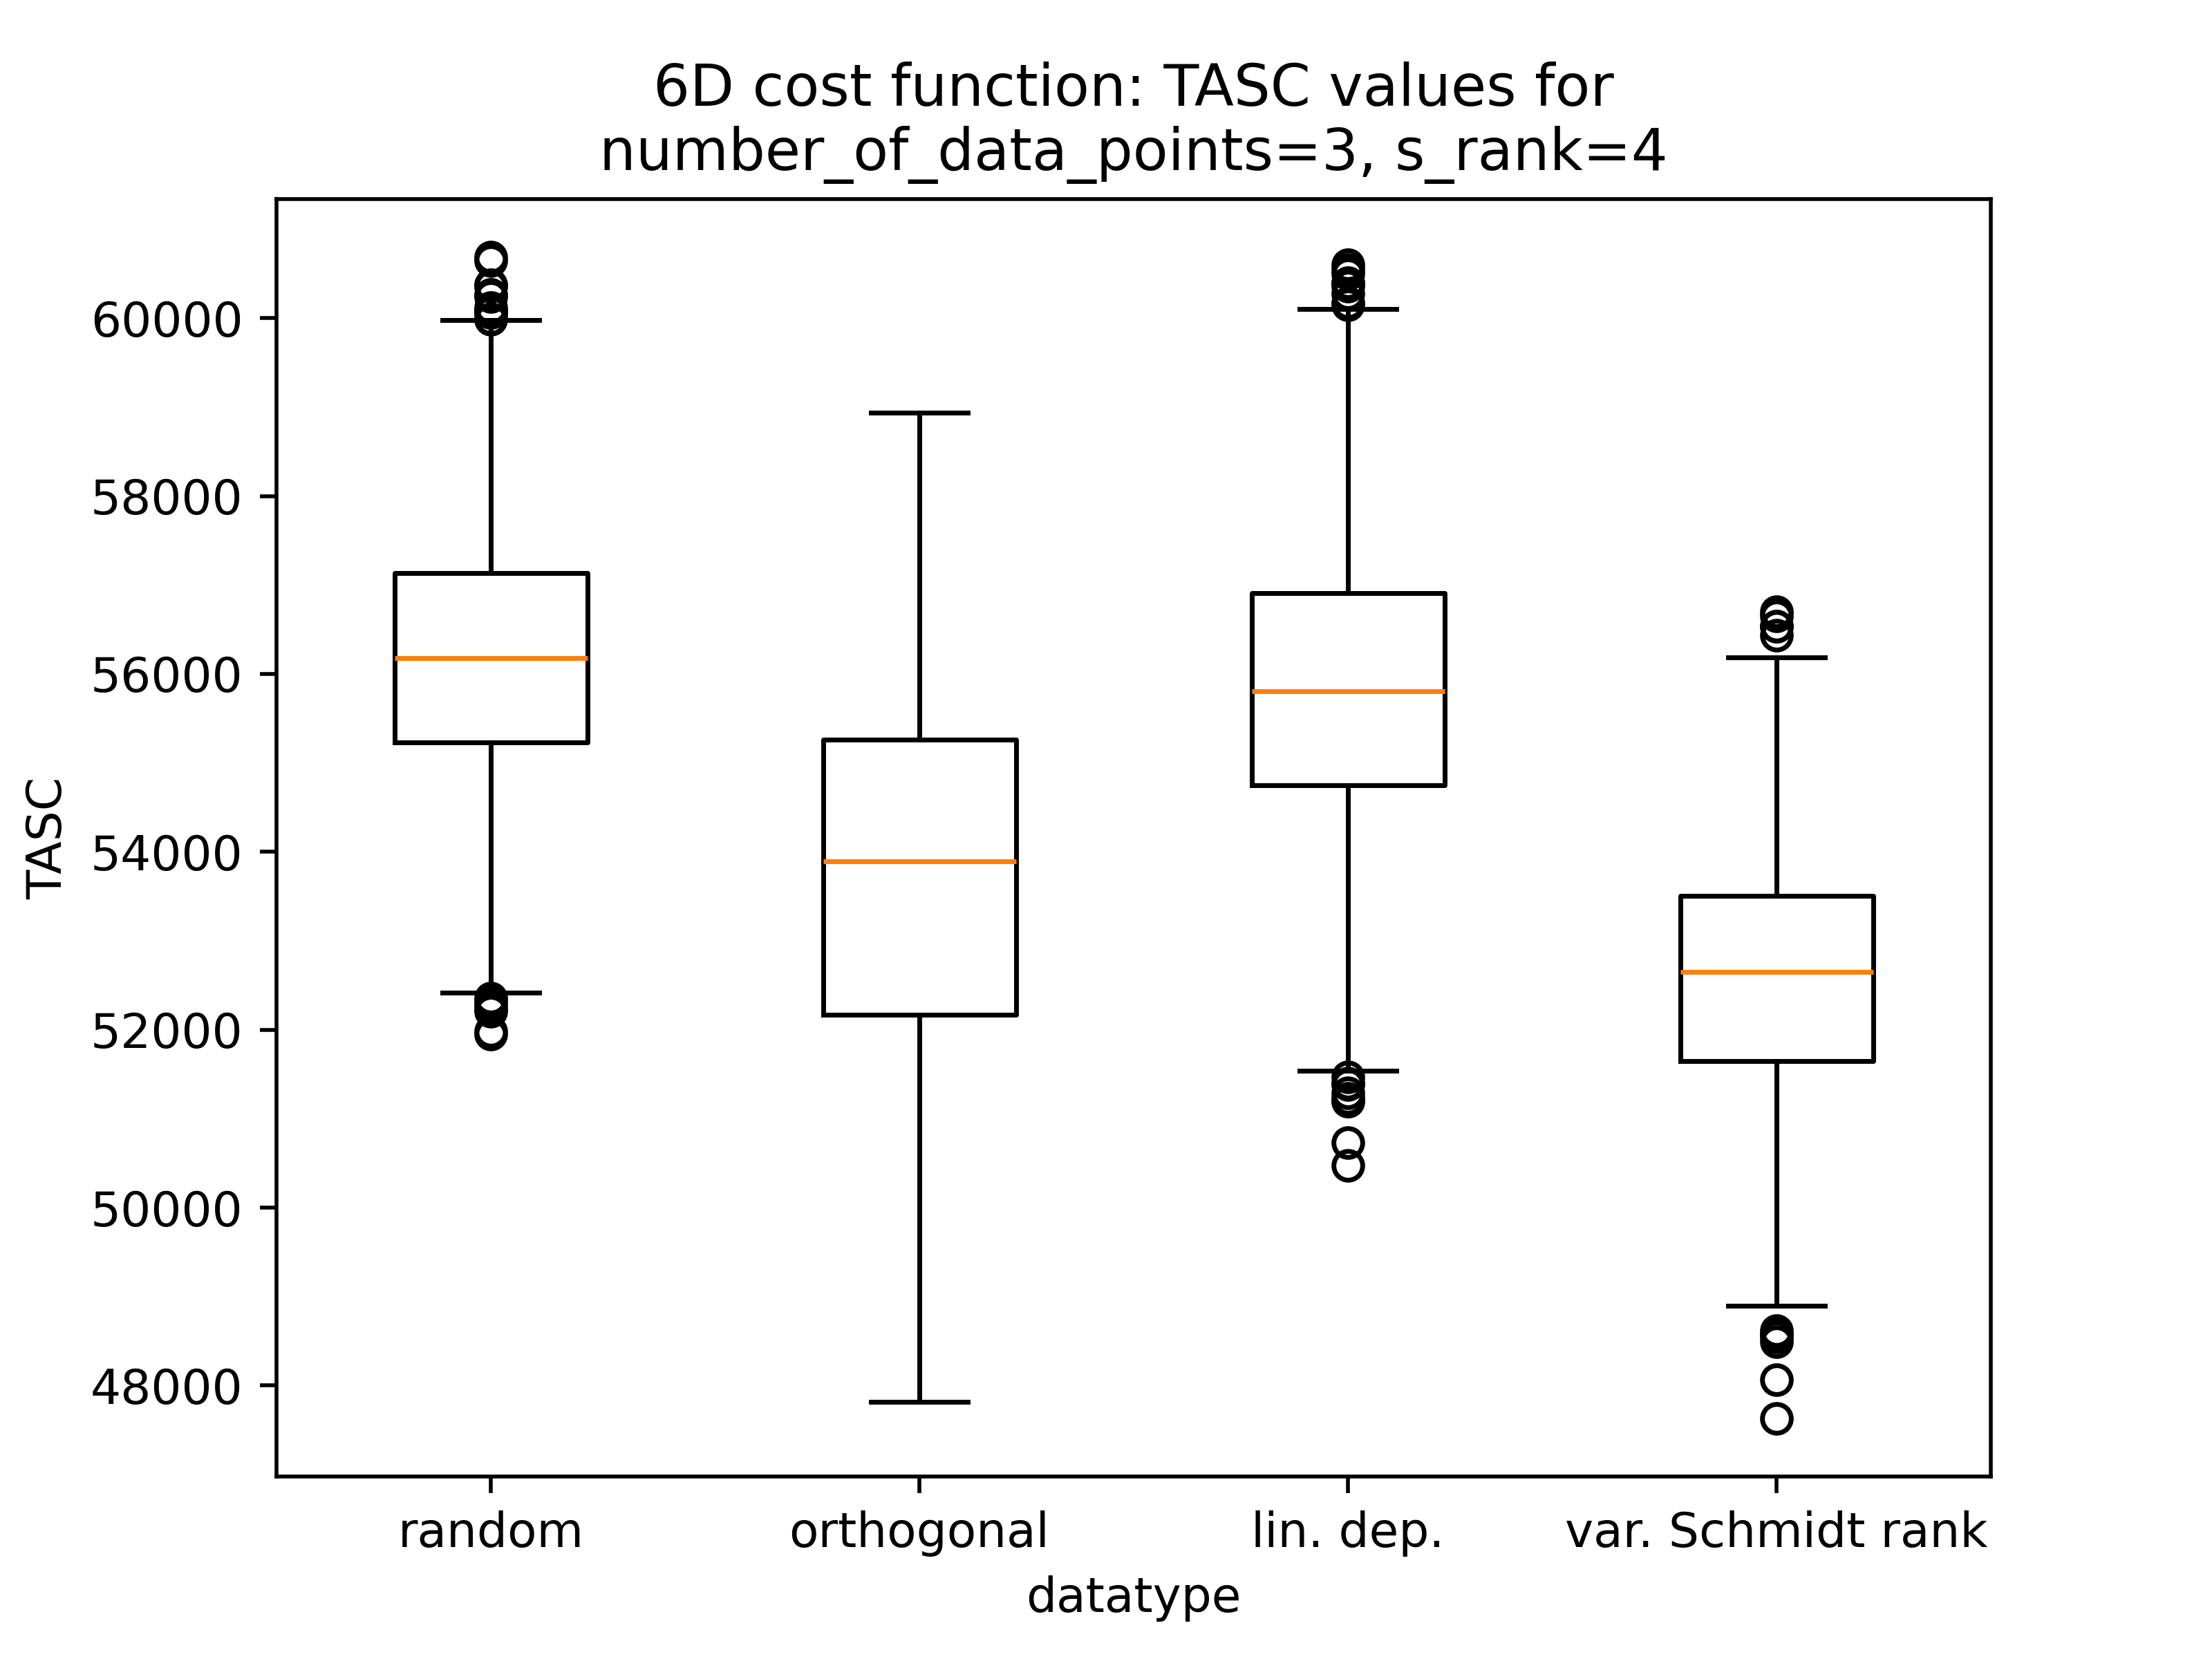 6D cost function: TASC values for
number_of_data_points=3, s_rank=4
TASC
60000
58000
56000
54000
52000
50000
48000
random
orthogonal
lin. dep.
var. Schmidt rank
datatype